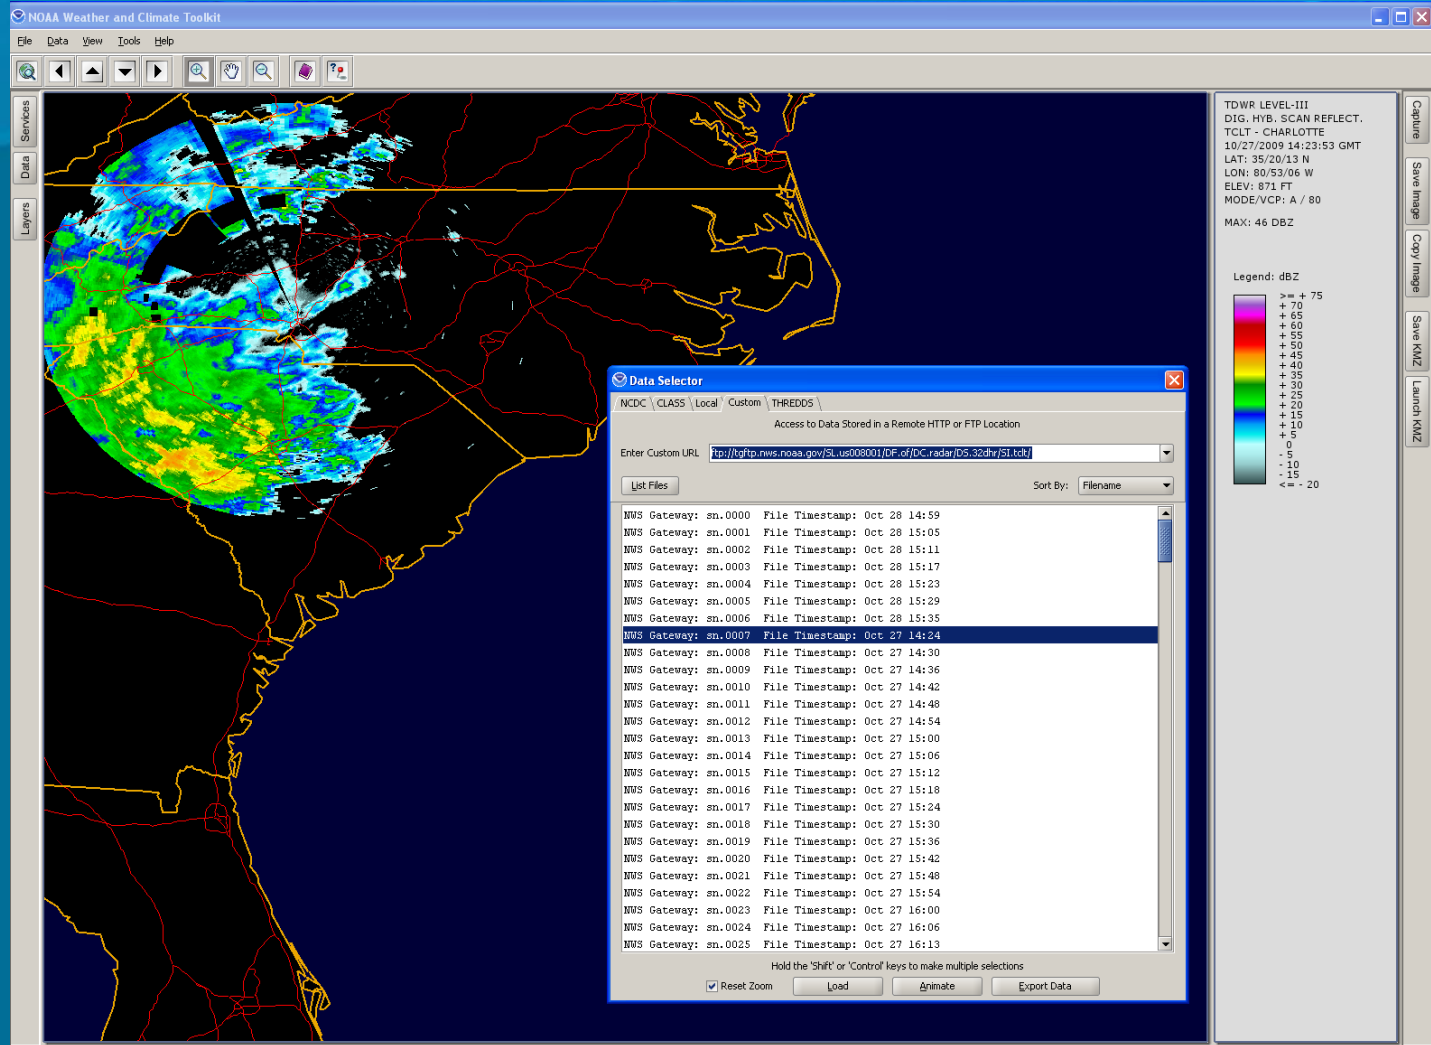 NOAA Weather and Climate Toolkit
File Data View Tools Help
Services
Data
Layers
TDWR LEVEL-III
DIG. HYB. SCAN REFLECT.
TCLT - CHARLOTTE
10/27/2009 14:23:53 GMT
LAT: 35/20/13 N
LON: 80/53/06 W
ELEV: 871 FT
MODE/VCP: A / 80
MAX: 46 DBZ
Legend: dBZ
>= + 75
+ 70
+ 65
+ 60
+ 55
+ 50
+ 45
+ 40
+ 35
+ 30
+ 25
+ 20
+ 15
+ 10
+ 5
0
- 5
- 10
- 15
<= - 20
Capture
Save Image
Copy Image
Save KMZ
Launch KMZ
Data Selector
NCDC CLASS Local Custom THREDDS
Access to Data Stored in a Remote HTTP or FTP Location
Enter Custom URL ftp://tgftp.nws.noaa.gov/SL.us008001/DF.of/DC.radar/DS.32dhr/SI.tclt/
List Files Sort By: Filename
NWS Gateway: sn.0000 File Timestamp: Oct 28 14:59
NWS Gateway: sn.0001 File Timestamp: Oct 28 15:05
NWS Gateway: sn.0002 File Timestamp: Oct 28 15:11
NWS Gateway: sn.0003 File Timestamp: Oct 28 15:17
NWS Gateway: sn.0004 File Timestamp: Oct 28 15:23
NWS Gateway: sn.0005 File Timestamp: Oct 28 15:29
NWS Gateway: sn.0006 File Timestamp: Oct 28 15:35
NWS Gateway: sn.0007 File Timestamp: Oct 27 14:24
NWS Gateway: sn.0008 File Timestamp: Oct 27 14:30
NWS Gateway: sn.0009 File Timestamp: Oct 27 14:36
NWS Gateway: sn.0010 File Timestamp: Oct 27 14:42
NWS Gateway: sn.0011 File Timestamp: Oct 27 14:48
NWS Gateway: sn.0012 File Timestamp: Oct 27 14:54
NWS Gateway: sn.0013 File Timestamp: Oct 27 15:00
NWS Gateway: sn.0014 File Timestamp: Oct 27 15:06
NWS Gateway: sn.0015 File Timestamp: Oct 27 15:12
NWS Gateway: sn.0016 File Timestamp: Oct 27 15:18
NWS Gateway: sn.0017 File Timestamp: Oct 27 15:24
NWS Gateway: sn.0018 File Timestamp: Oct 27 15:30
NWS Gateway: sn.0019 File Timestamp: Oct 27 15:36
NWS Gateway: sn.0020 File Timestamp: Oct 27 15:42
NWS Gateway: sn.0021 File Timestamp: Oct 27 15:48
NWS Gateway: sn.0022 File Timestamp: Oct 27 15:54
NWS Gateway: sn.0023 File Timestamp: Oct 27 16:00
NWS Gateway: sn.0024 File Timestamp: Oct 27 16:06
NWS Gateway: sn.0025 File Timestamp: Oct 27 16:13
Hold the 'Shift' or 'Control' keys to make multiple selections
Reset Zoom Load Animate Export Data